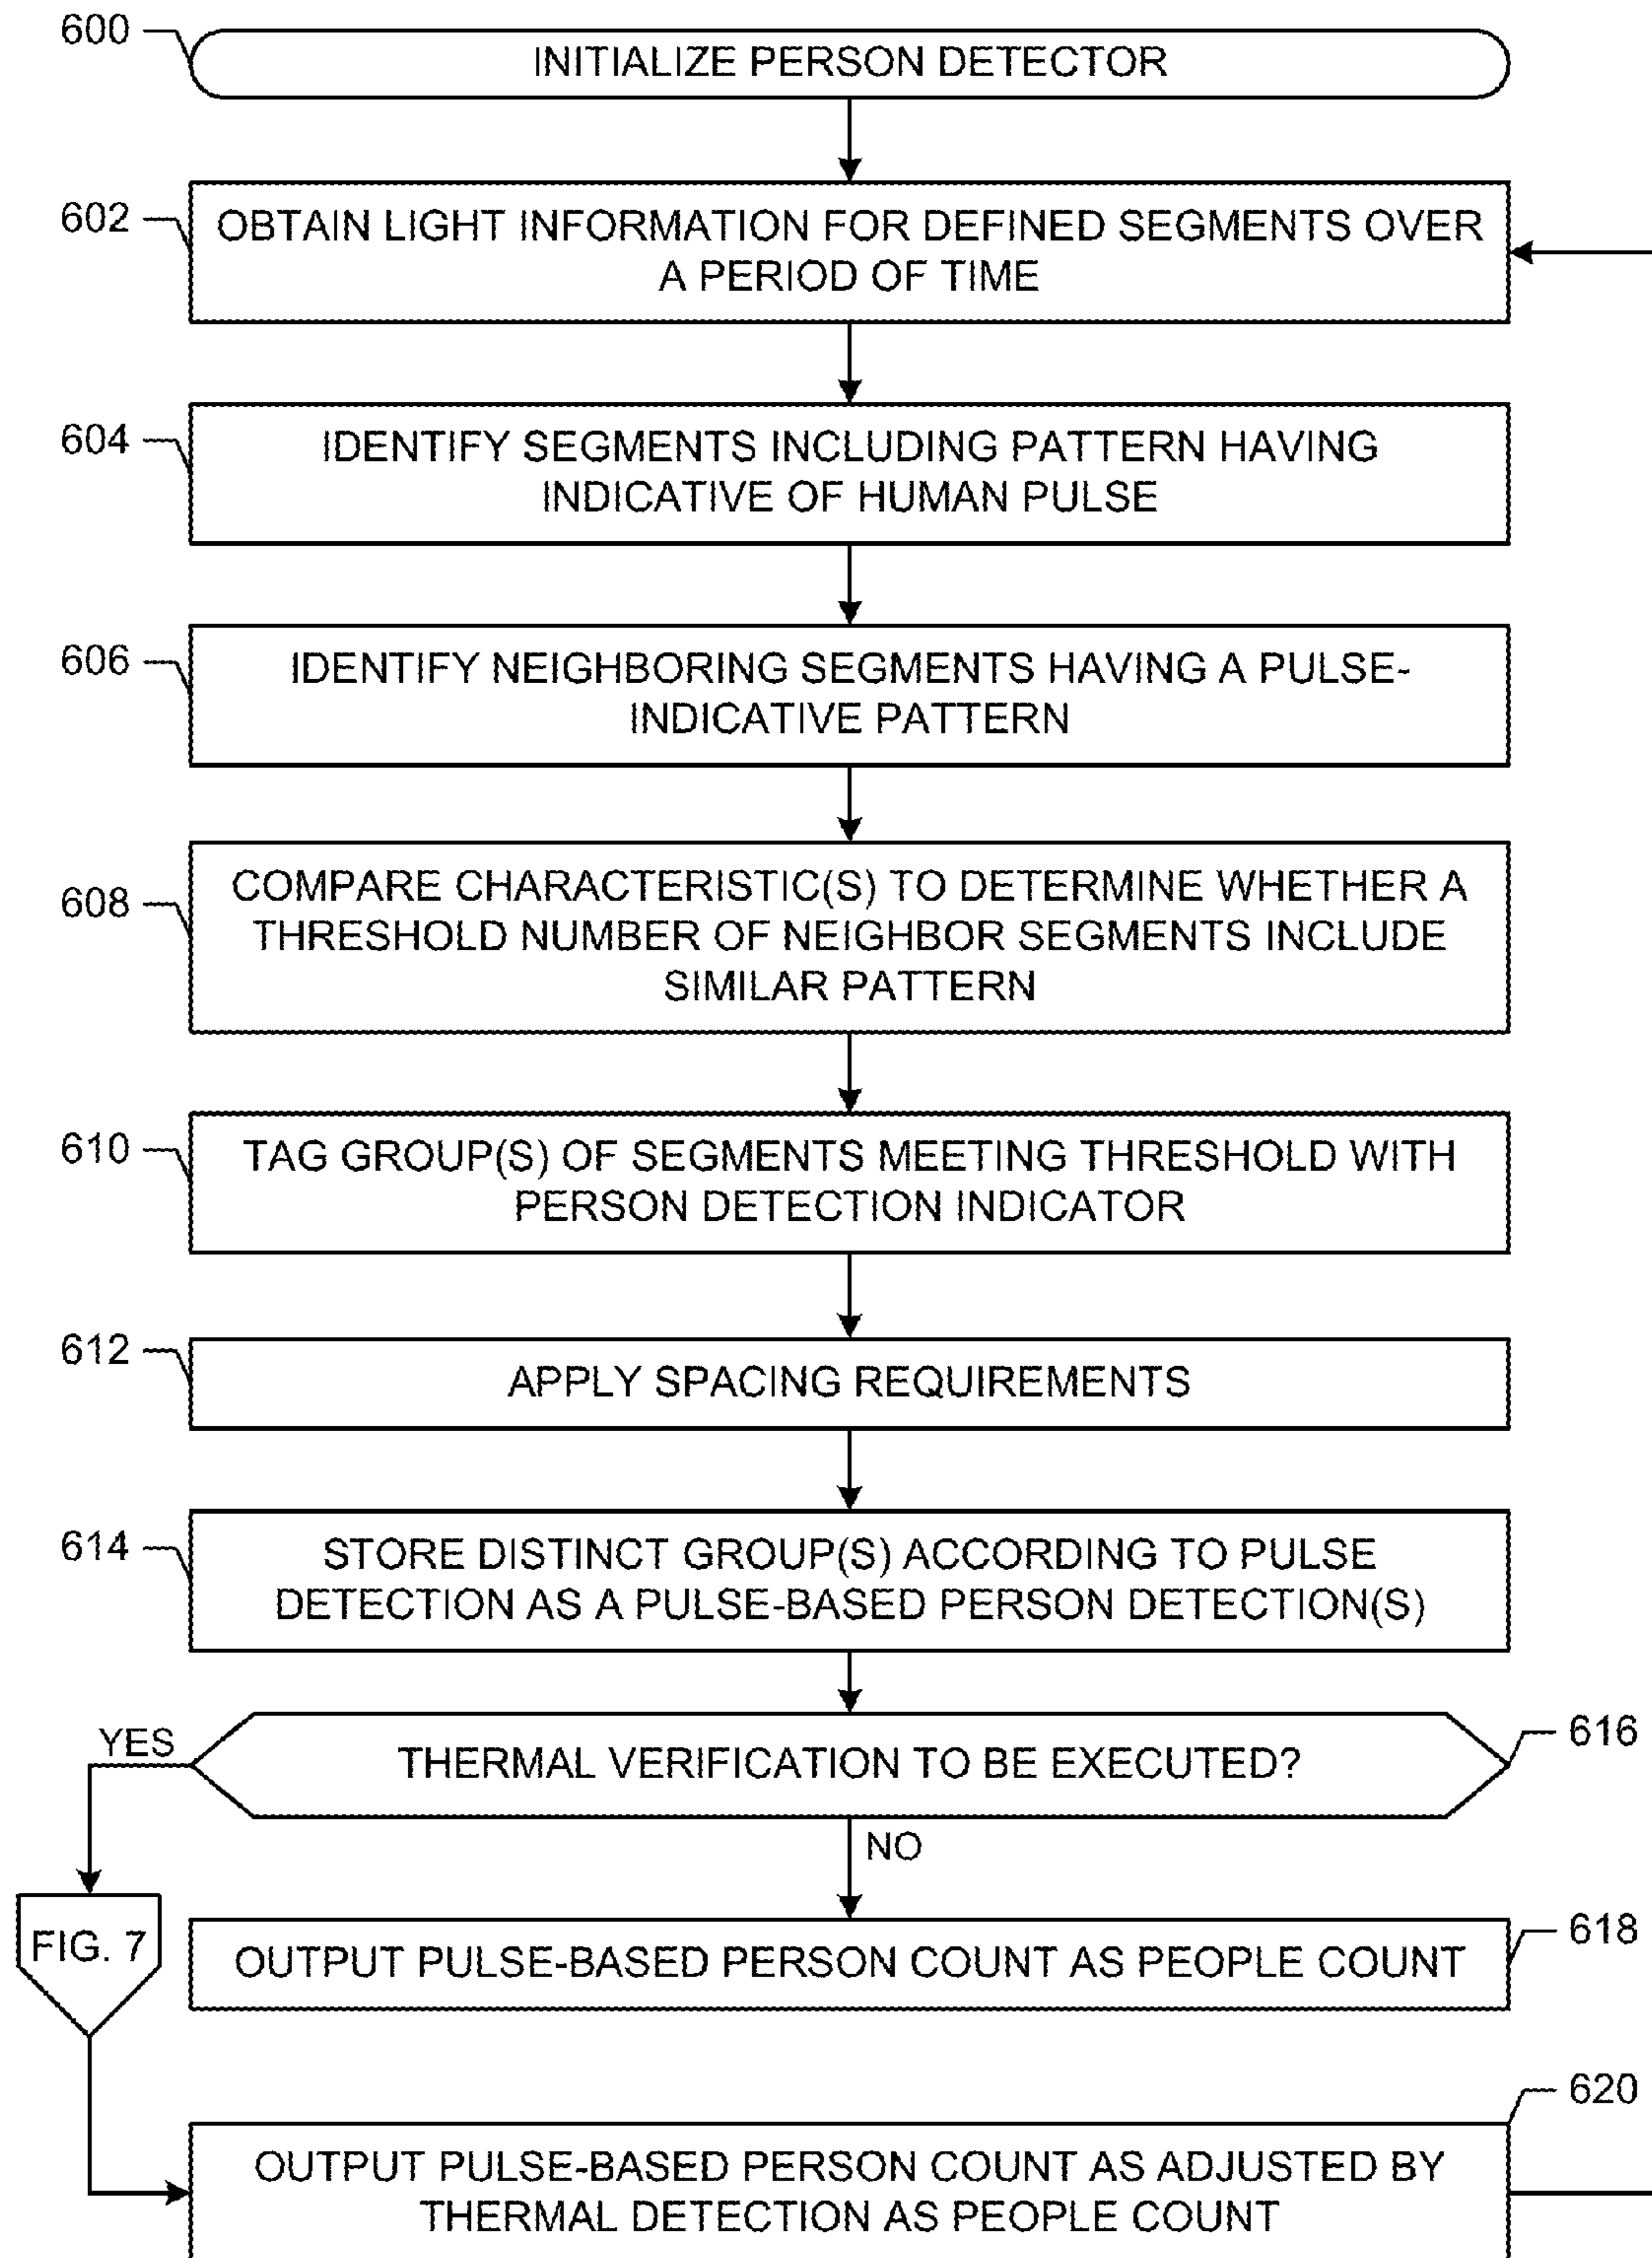 600
INITIALIZE PERSON DETECTOR
602
OBTAIN LIGHT INFORMATION FOR DEFINED SEGMENTS OVER
A PERIOD OF TIME
604
IDENTIFY SEGMENTS INCLUDING PATTERN HAVING
INDICATIVE OF HUMAN PULSE
606
IDENTIFY NEIGHBORING SEGMENTS HAVING A PULSE-
INDICATIVE PATTERN
608
COMPARE CHARACTERISTIC(S) TO DETERMINE WHETHER A
THRESHOLD NUMBER OF NEIGHBOR SEGMENTS INCLUDE
SIMILAR PATTERN
610
TAG GROUP(S) OF SEGMENTS MEETING THRESHOLD WITH
PERSON DETECTION INDICATOR
612
APPLY SPACING REQUIREMENTS
614
STORE DISTINCT GROUP(S) ACCORDING TO PULSE
DETECTION AS A PULSE-BASED PERSON DETECTION(S)
616
YES
THERMAL VERIFICATION TO BE EXECUTED?
NO
FIG. 7
618
OUTPUT PULSE-BASED PERSON COUNT AS PEOPLE COUNT
620
OUTPUT PULSE-BASED PERSON COUNT AS ADJUSTED BY
THERMAL DETECTION AS PEOPLE COUNT